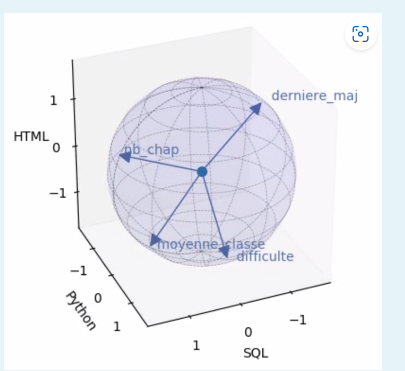 derniere_maj
1
HTML
nb_chap
0
−1
moyenne_classe
difficulte
−1
0
1
Python
−1
0
1
SQL